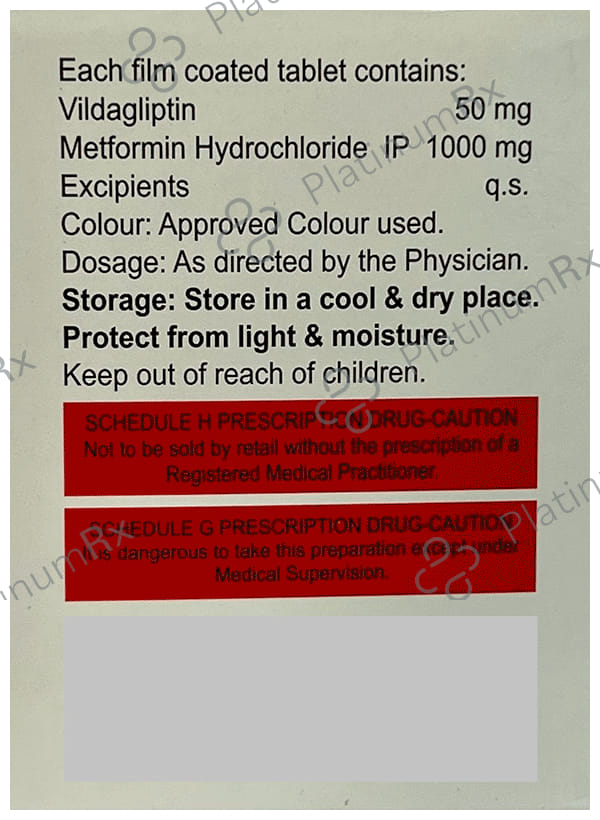 Each film coated tablet contains:
Vildagliptin 50 mg
Metformin Hydrochloride IP 1000 mg
Excipients q.s.
Colour: Approved Colour used.
Dosage: As directed by the Physician.
Storage: Store in a cool & dry place.
Protect from light & moisture.
Keep out of reach of children.
SCHEDULE H PRESCRIPTION DRUG-CAUTION
Not to be sold by retail without the prescription of a
Registered Medical Practitioner.
SCHEDULE G PRESCRIPTION DRUG-CAUTION
is dangerous to take this preparation except under
Medical Supervision.
PlatinumRx
PlatinumRx